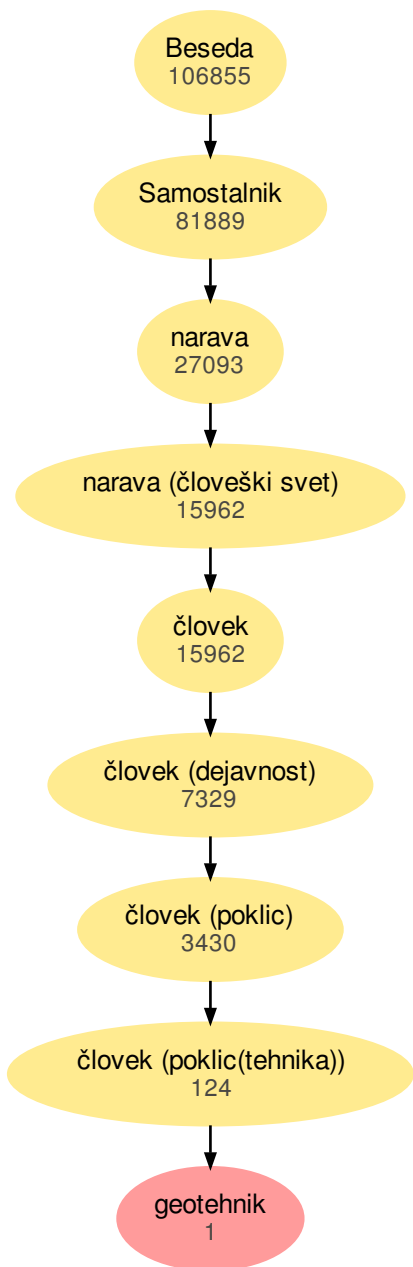 Beseda
106855
Samostalnik
81889
narava
27093
narava (človeški svet)
15962
človek
15962
človek (dejavnost)
7329
človek (poklic)
3430
človek (poklic(tehnika))
124
geotehnik
1